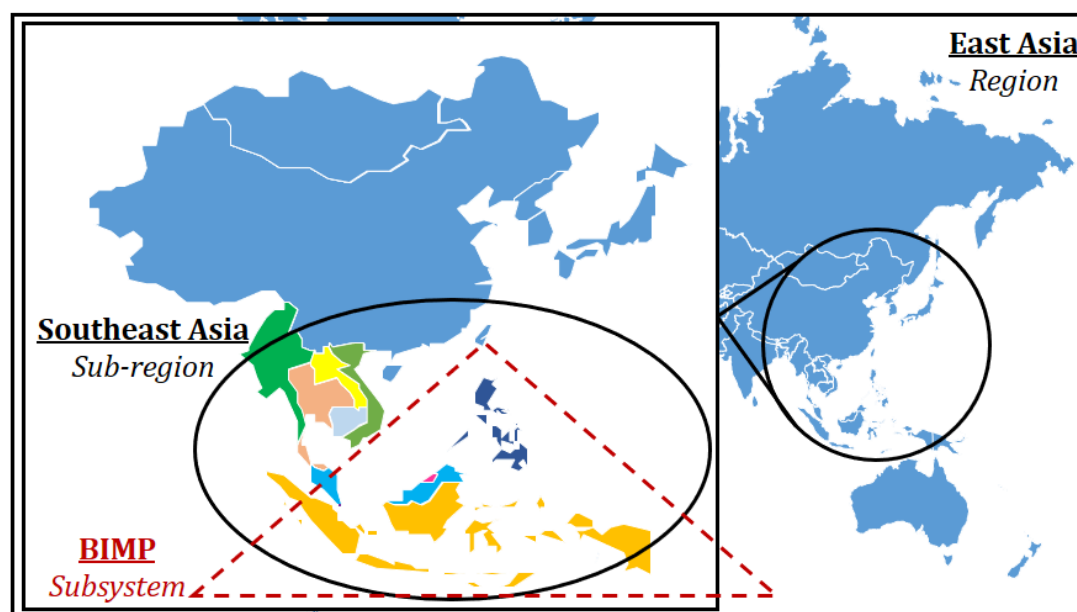 East Asia
Region
Southeast Asia
Sub-region
BIMP
Subsystem